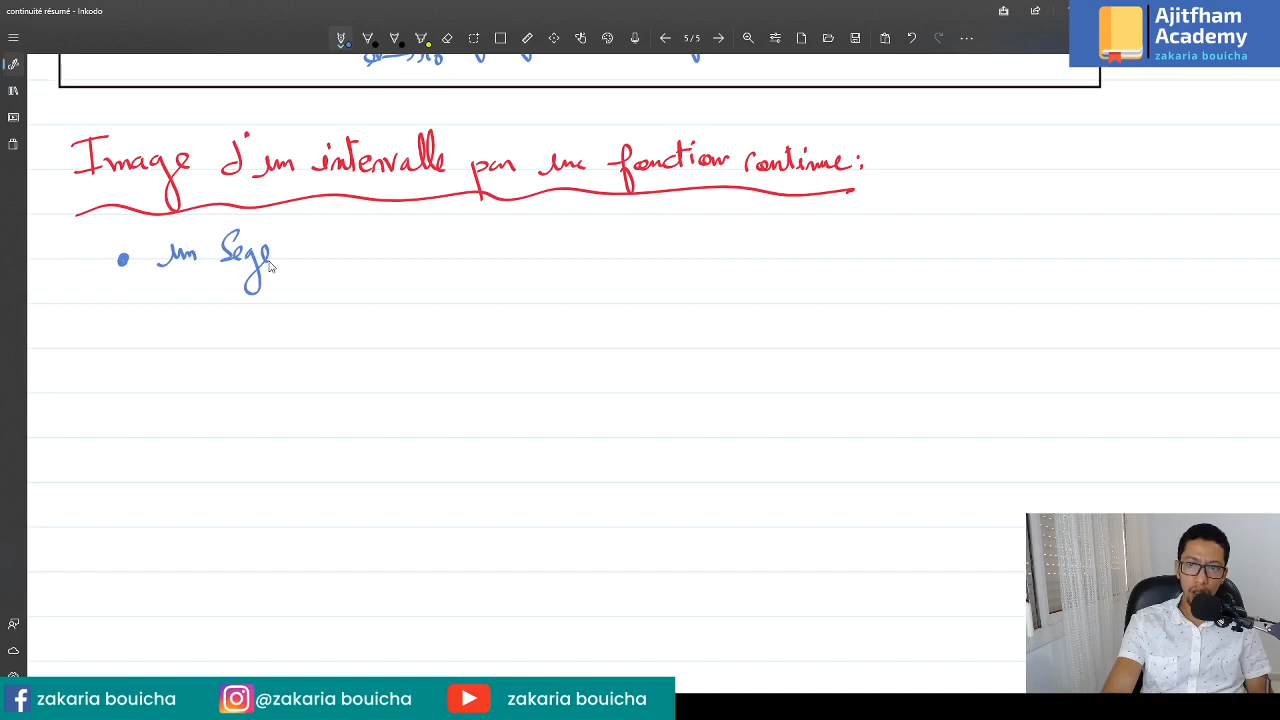 continuité résumé - Inkodo
5/5
Ajitfham
Academy
zakaria bouicha
Image d'un intervalle par une fonction continue :
• un Sege
zakaria bouicha
@zakaria bouicha
zakaria bouicha